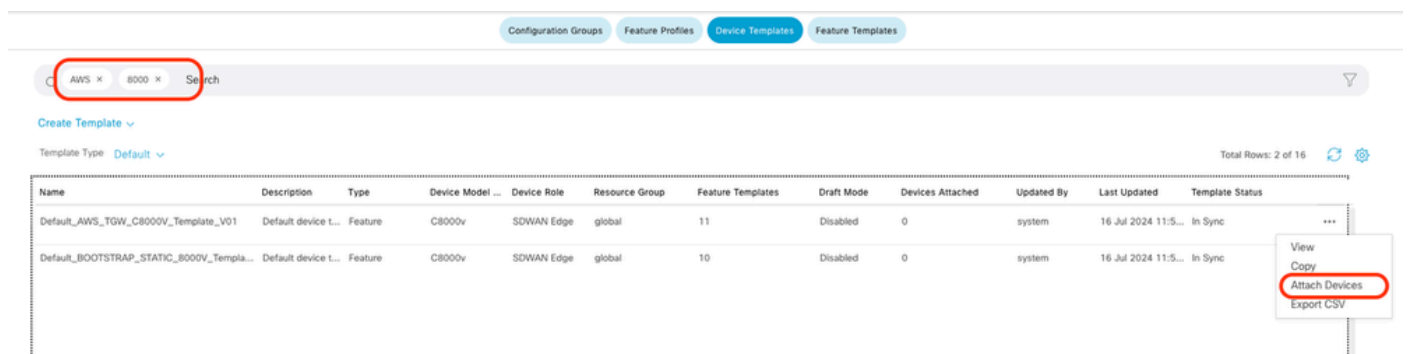 Configuration Groups Feature Profiles Device Templates Feature Templates
AWS × 8000 × Search
Create Template
Template Type Default
Total Rows: 2 of 16
Name Description Type Device Model ... Device Role Resource Group Feature Templates Draft Mode Devices Attached Updated By Last Updated Template Status
Default_AWS_TGW_C8000V_Template_V01 Default device t... Feature C8000v SDWAN Edge global 11 Disabled 0 system 16 Jul 2024 11:5... In Sync ...
Default_BOOTSTRAP_STATIC_8000V_Templa... Default device t... Feature C8000v SDWAN Edge global 10 Disabled 0 system 16 Jul 2024 11:5... In Sync
View
Copy
Attach Devices
Export CSV